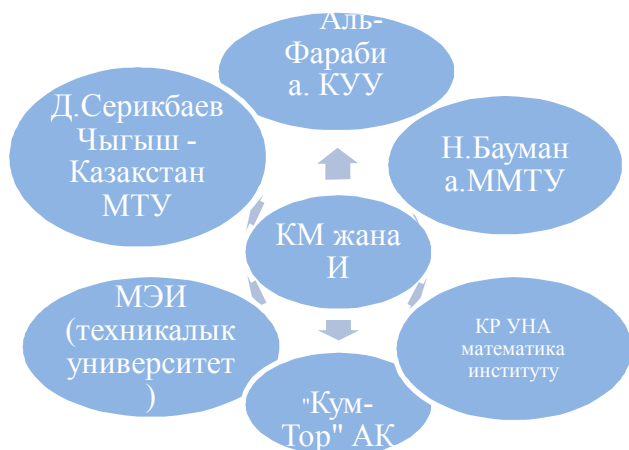 Аль-
Фараби
а. КУУ
Д.Серикбаев
Чыгыш -
Казакстан
МТУ
Н.Бауман
а.ММТУ
КМ жана
И
МЭИ
(техникалык
университет
)
КР УНА
математика
институту
"Кум-
Тор" АК